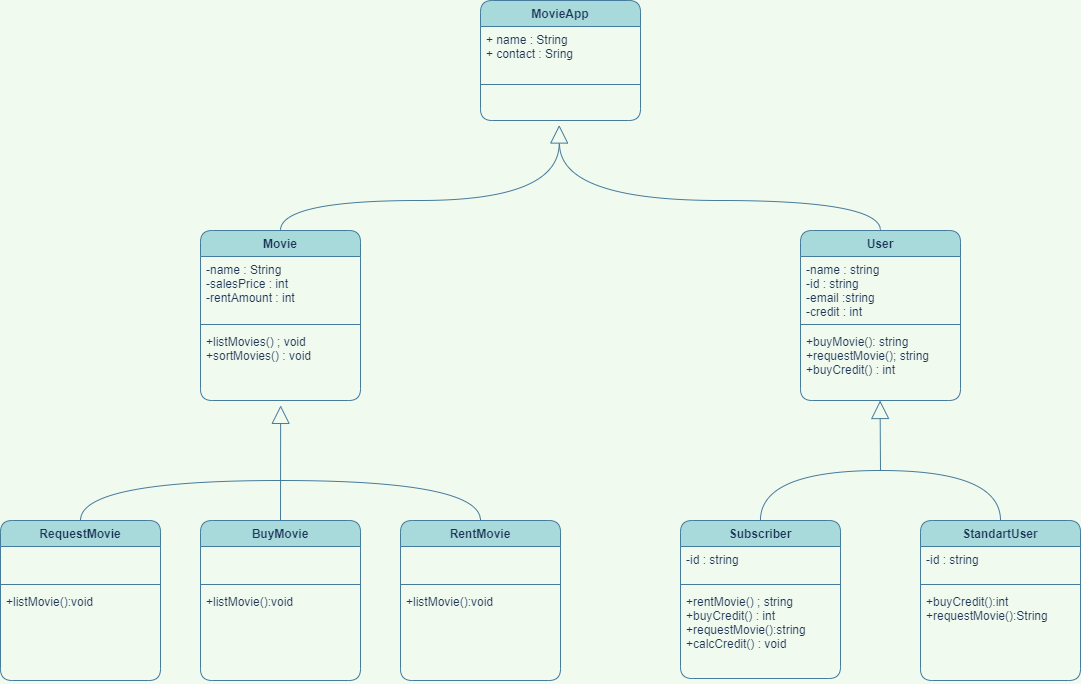 MovieApp
+ name : String
+ contact : Sring
Movie
-name : String
-salesPrice : int
-rentAmount : int
+listMovies() ; void
+sortMovies() : void
User
-name : string
-id : string
-email :string
-credit : int
+buyMovie(): string
+requestMovie(); string
+buyCredit() : int
RequestMovie
+listMovie():void
BuyMovie
+listMovie():void
RentMovie
+listMovie():void
Subscriber
-id : string
+rentMovie() ; string
+buyCredit() : int
+requestMovie():string
+calcCredit() : void
StandartUser
-id : string
+buyCredit():int
+requestMovie():String